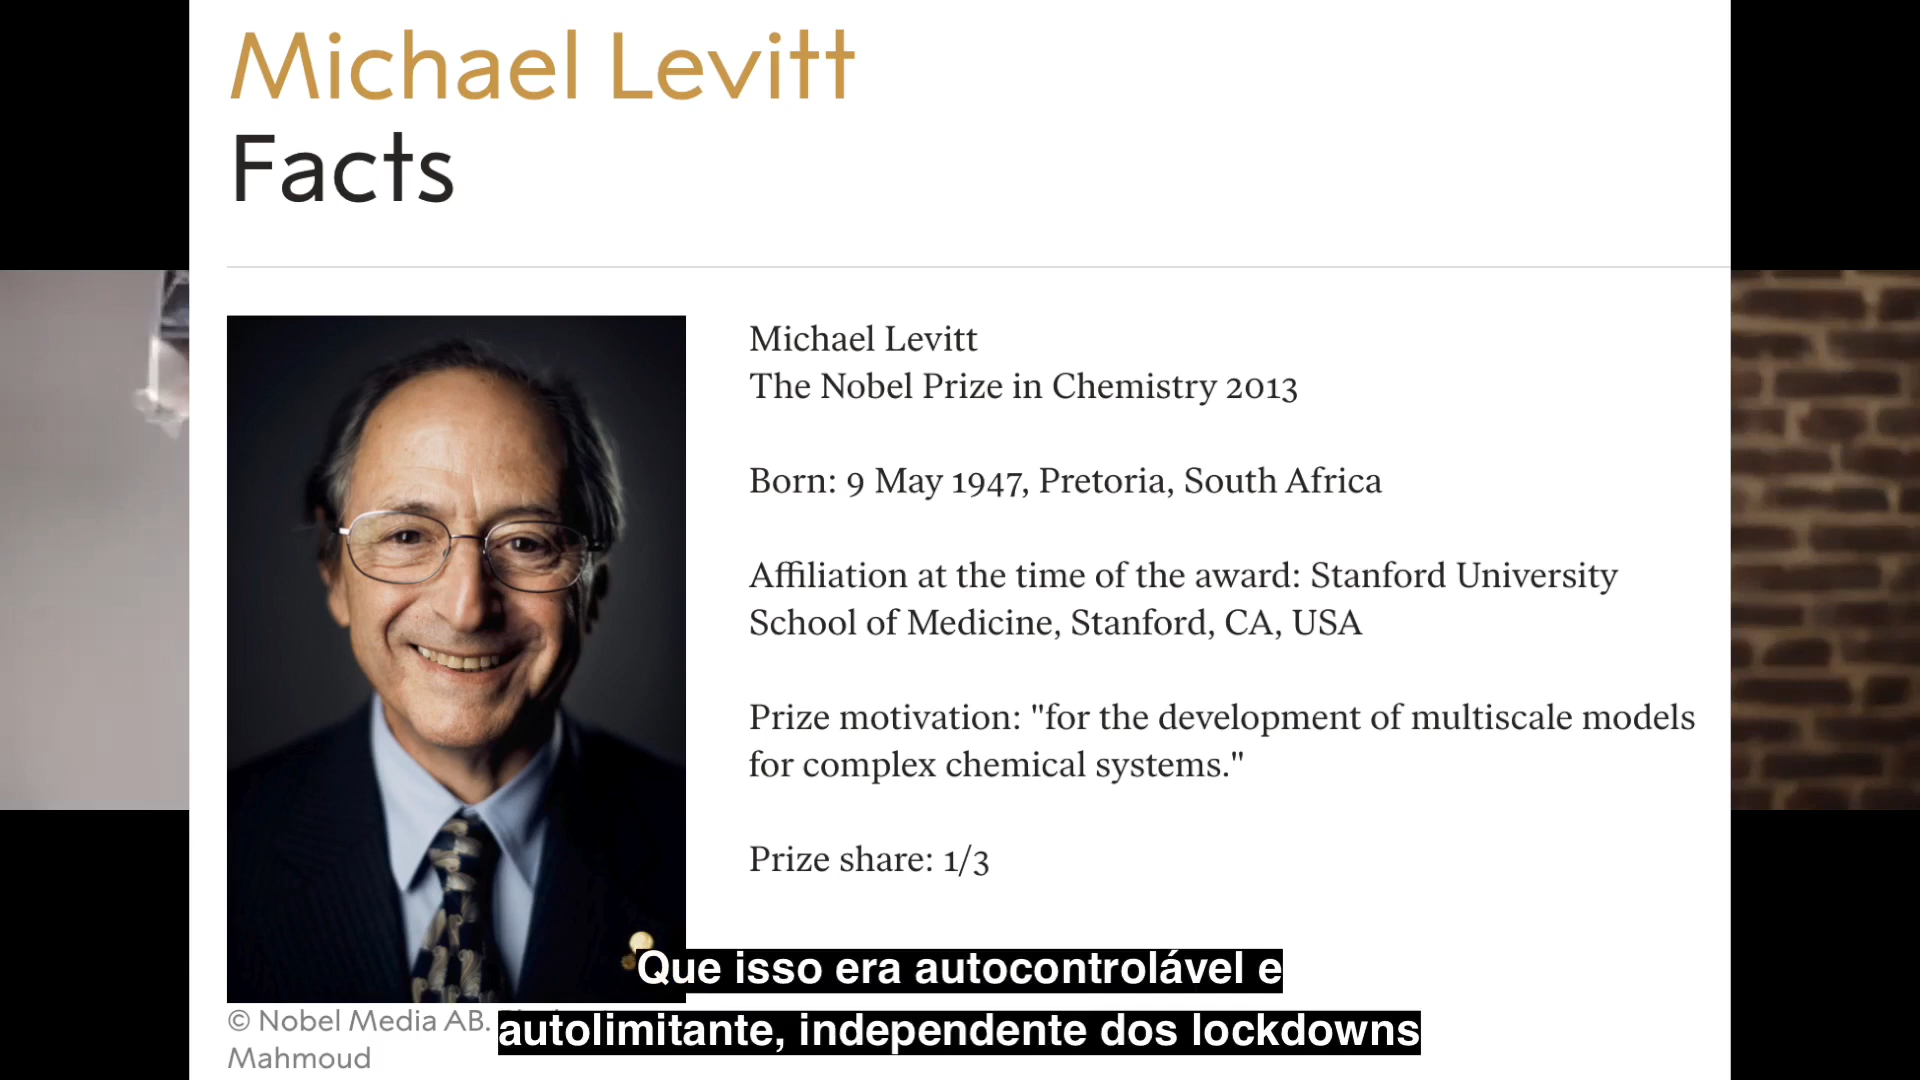 Michael Levitt
Facts
Michael Levitt
The Nobel Prize in Chemistry 2013
Born: 9 May 1947, Pretoria, South Africa
Affiliation at the time of the award: Stanford University
School of Medicine, Stanford, CA, USA
Prize motivation: "for the development of multiscale models
for complex chemical systems."
Prize share: 1/3
© Nobel Media AB.
Mahmoud
Que isso era autocontrolável e
autolimitante, independente dos lockdowns